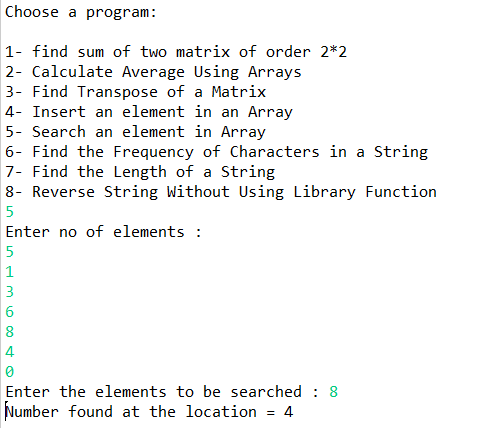 Choose a program:
1- find sum of two matrix of order 2*2
2- Calculate Average Using Arrays
3- Find Transpose of a Matrix
4- Insert an element in an Array
5- Search an element in Array
6- Find the Frequency of Characters in a String
7- Find the Length of a String
8- Reverse String Without Using Library Function
5
Enter no of elements :
5
1
3
6
8
4
0
Enter the elements to be searched : 8
Number found at the location = 4